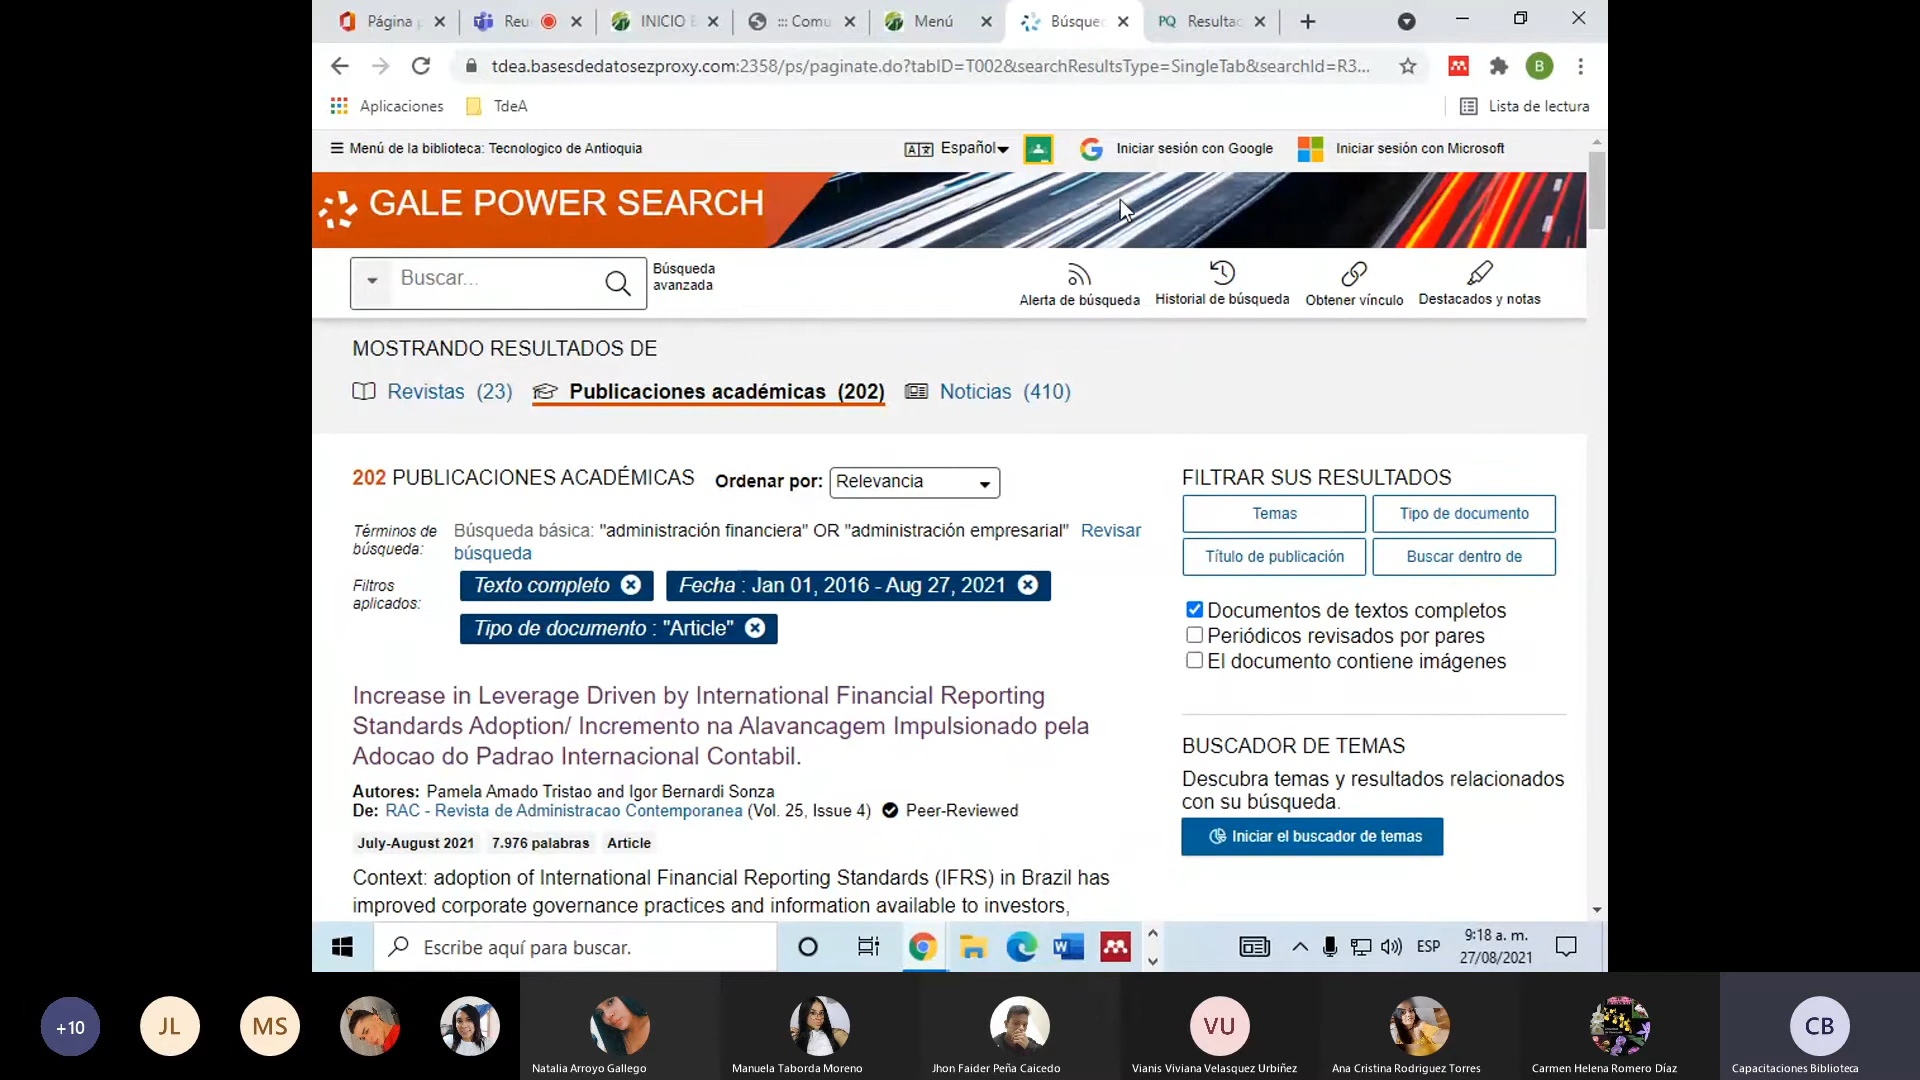 Página
Reu
INICIO
::: Comu
Menú
Búsque
PQ Resultac
tdea.basesdedatosezproxy.com:2358/ps/paginate.do?tabID=T002&searchResultsType=SingleTab&searchId=R3...
B
Aplicaciones
TdeA
Lista de lectura
Menú de la biblioteca: Tecnologico de Antioquia
Español
Iniciar sesión con Google
Iniciar sesión con Microsoft
GALE POWER SEARCH
Buscar...
Búsqueda
avanzada
Alerta de búsqueda
Historial de búsqueda
Obtener vínculo
Destacados y notas
MOSTRANDO RESULTADOS DE
Revistas (23)
Publicaciones académicas (202)
Noticias (410)
202 PUBLICACIONES ACADÉMICAS
Ordenar por: Relevancia
Términos de
búsqueda:
Búsqueda básica: "administración financiera" OR "administración empresarial" Revisar
búsqueda
Filtros
aplicados:
Texto completo
Fecha : Jan 01, 2016 - Aug 27, 2021
Tipo de documento : "Article"
Increase in Leverage Driven by International Financial Reporting
Standards Adoption/ Incremento na Alavancagem Impulsionado pela
Adocao do Padrao Internacional Contabil.
Autores: Pamela Amado Tristao and Igor Bernardi Sonza
De: RAC - Revista de Administracao Contemporanea (Vol. 25, Issue 4) Peer-Reviewed
July-August 2021 7.976 palabras Article
Context: adoption of International Financial Reporting Standards (IFRS) in Brazil has
improved corporate governance practices and information available to investors,
FILTRAR SUS RESULTADOS
Temas
Tipo de documento
Título de publicación
Buscar dentro de
Documentos de textos completos
Periódicos revisados por pares
El documento contiene imágenes
BUSCADOR DE TEMAS
Descubra temas y resultados relacionados
con su búsqueda.
Iniciar el buscador de temas
Escribe aquí para buscar.
ESP
9:18 a. m.
27/08/2021
+10
JL
MS
Natalia Arroyo Gallego
Manuela Taborda Moreno
Jhon Faider Peña Caicedo
VU
Vianis Viviana Velasquez Urbiñez
Ana Cristina Rodriguez Torres
Carmen Helena Romero Díaz
CB
Capacitaciones Biblioteca